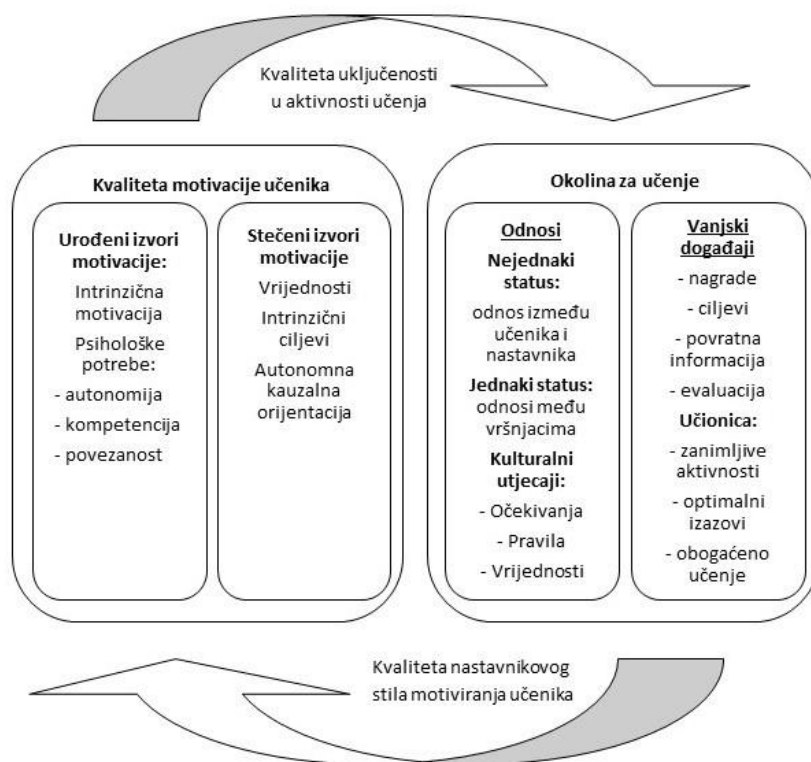 Kvaliteta uključenosti
u aktivnosti učenja
Kvaliteta motivacije učenika
Urođeni izvori
motivacije:
Intrinzična
motivacija
Psihološke
potrebe:
- autonomija
- kompetencija
- povezanost
Stečeni izvori
motivacije
Vrijednosti
Intrinzični
ciljevi
Autonomna
kauzalna
orijentacija
Okolina za učenje
Odnosi
Nejednaki
status:
odnos između
učenika i
nastavnika
Jednaki status:
odnosi među
vršnjacima
Kulturalni
utjecaji:
- Očekivanja
- Pravila
- Vrijednosti
Vanjski
događaji
- nagrade
- ciljevi
- povratna
informacija
- evaluacija
Učionica:
- zanimljive
aktivnosti
- optimalni
izazovi
- obogaćeno
učenje
Kvaliteta nastavnikovog
stila motiviranja učenika